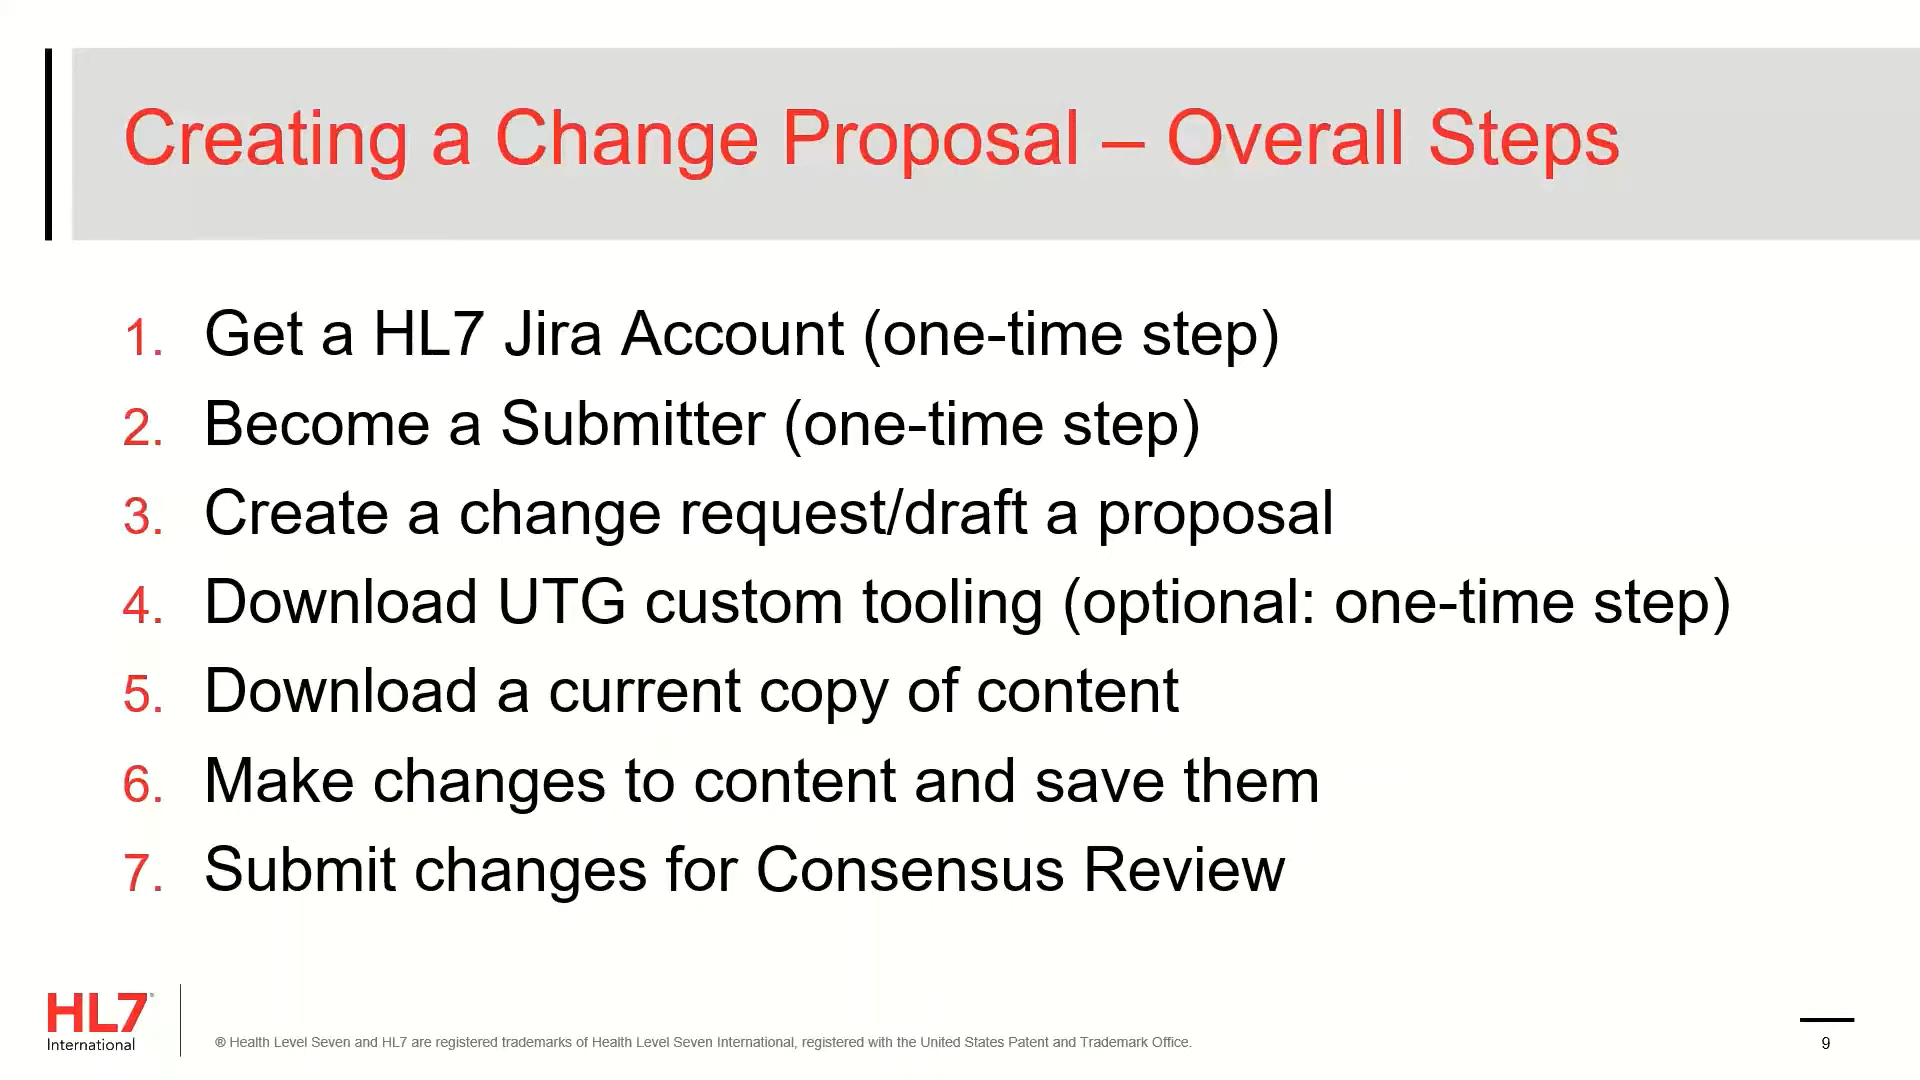 Creating a Change Proposal – Overall Steps
1. Get a HL7 Jira Account (one-time step)
2. Become a Submitter (one-time step)
3. Create a change request/draft a proposal
4. Download UTG custom tooling (optional: one-time step)
5. Download a current copy of content
6. Make changes to content and save them
7. Submit changes for Consensus Review
HL7®
International
® Health Level Seven and HL7 are registered trademarks of Health Level Seven International, registered with the United States Patent and Trademark Office.
9